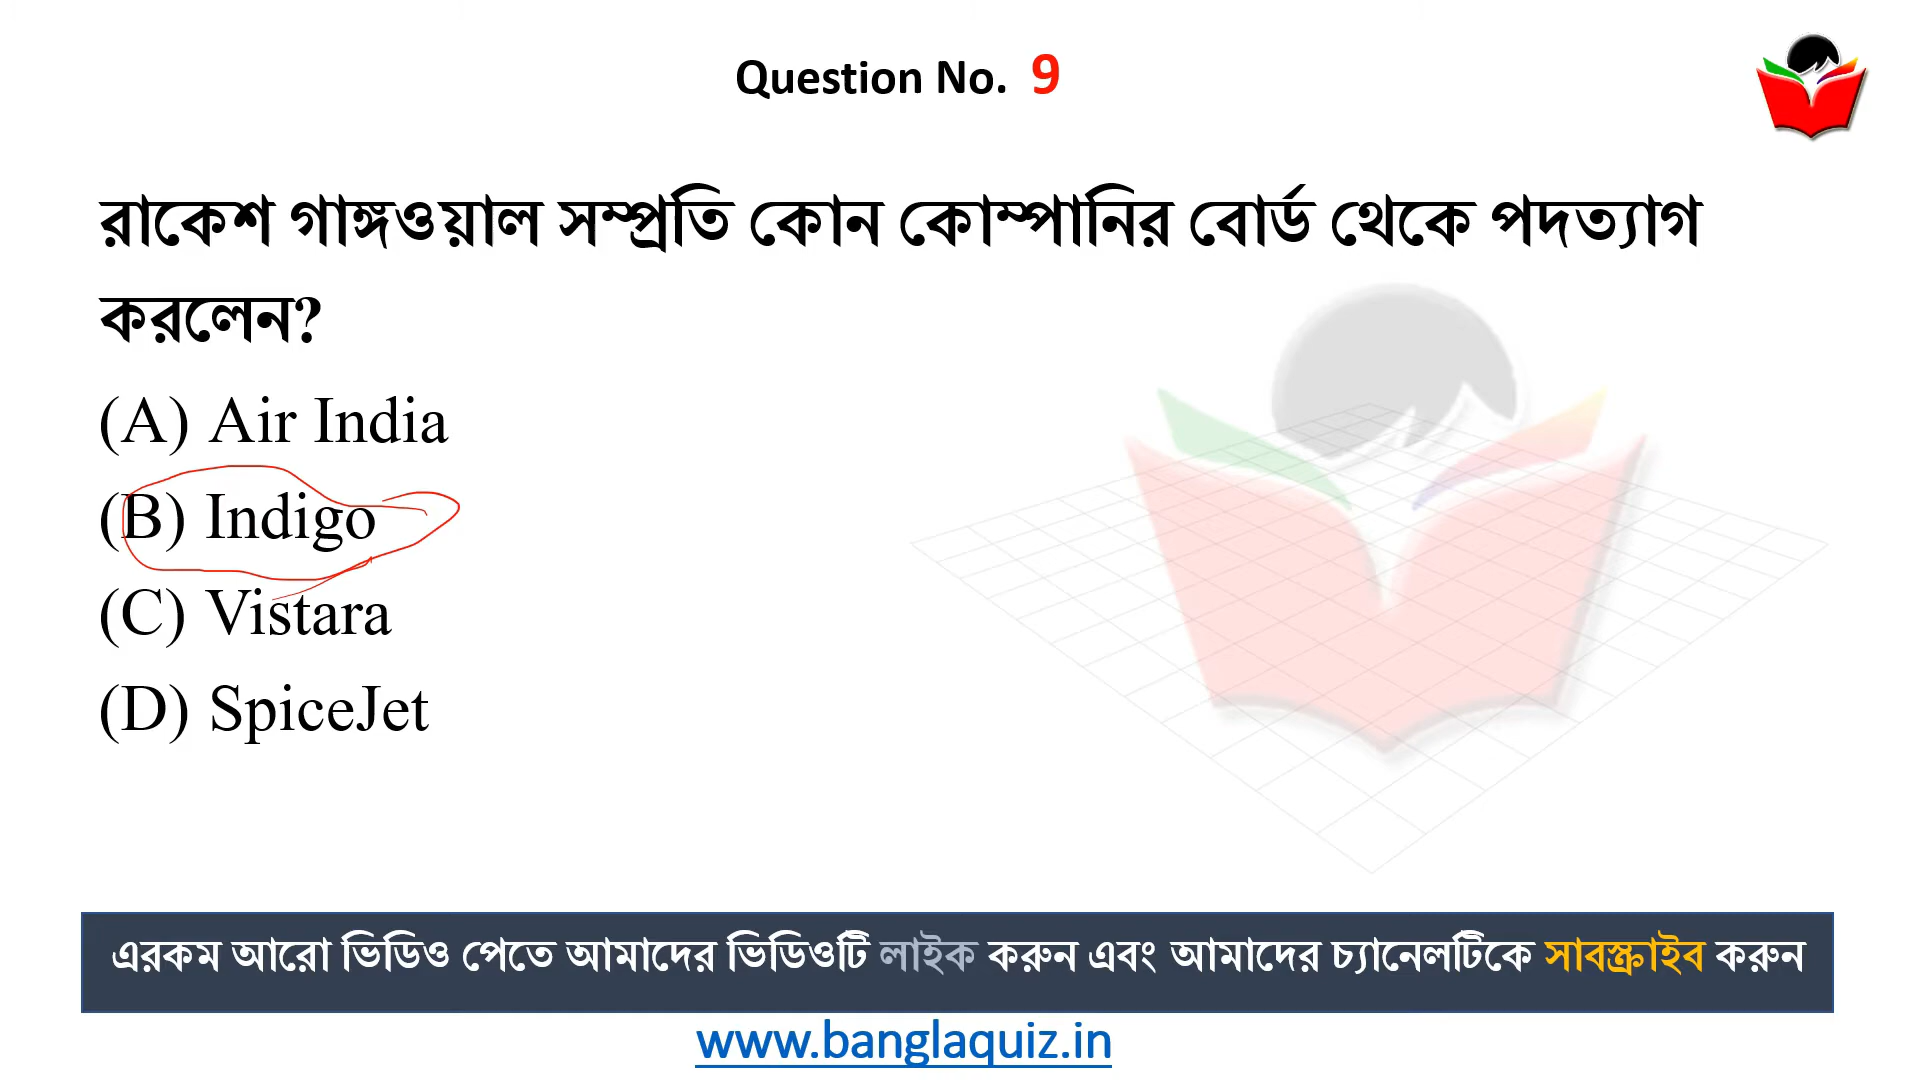 Question No. 9
রাকেশ গাঙ্গওয়াল সম্প্রতি কোন কোম্পানির বোর্ড থেকে পদত্যাগ
করলেন?
(A) Air India
(B) Indigo
(C) Vistara
(D) SpiceJet
এরকম আরো ভিডিও পেতে আমাদের ভিডিওটি লাইক করুন এবং আমাদের চ্যানেলটিকে সাবস্ক্রাইব করুন
www.banglaquiz.in